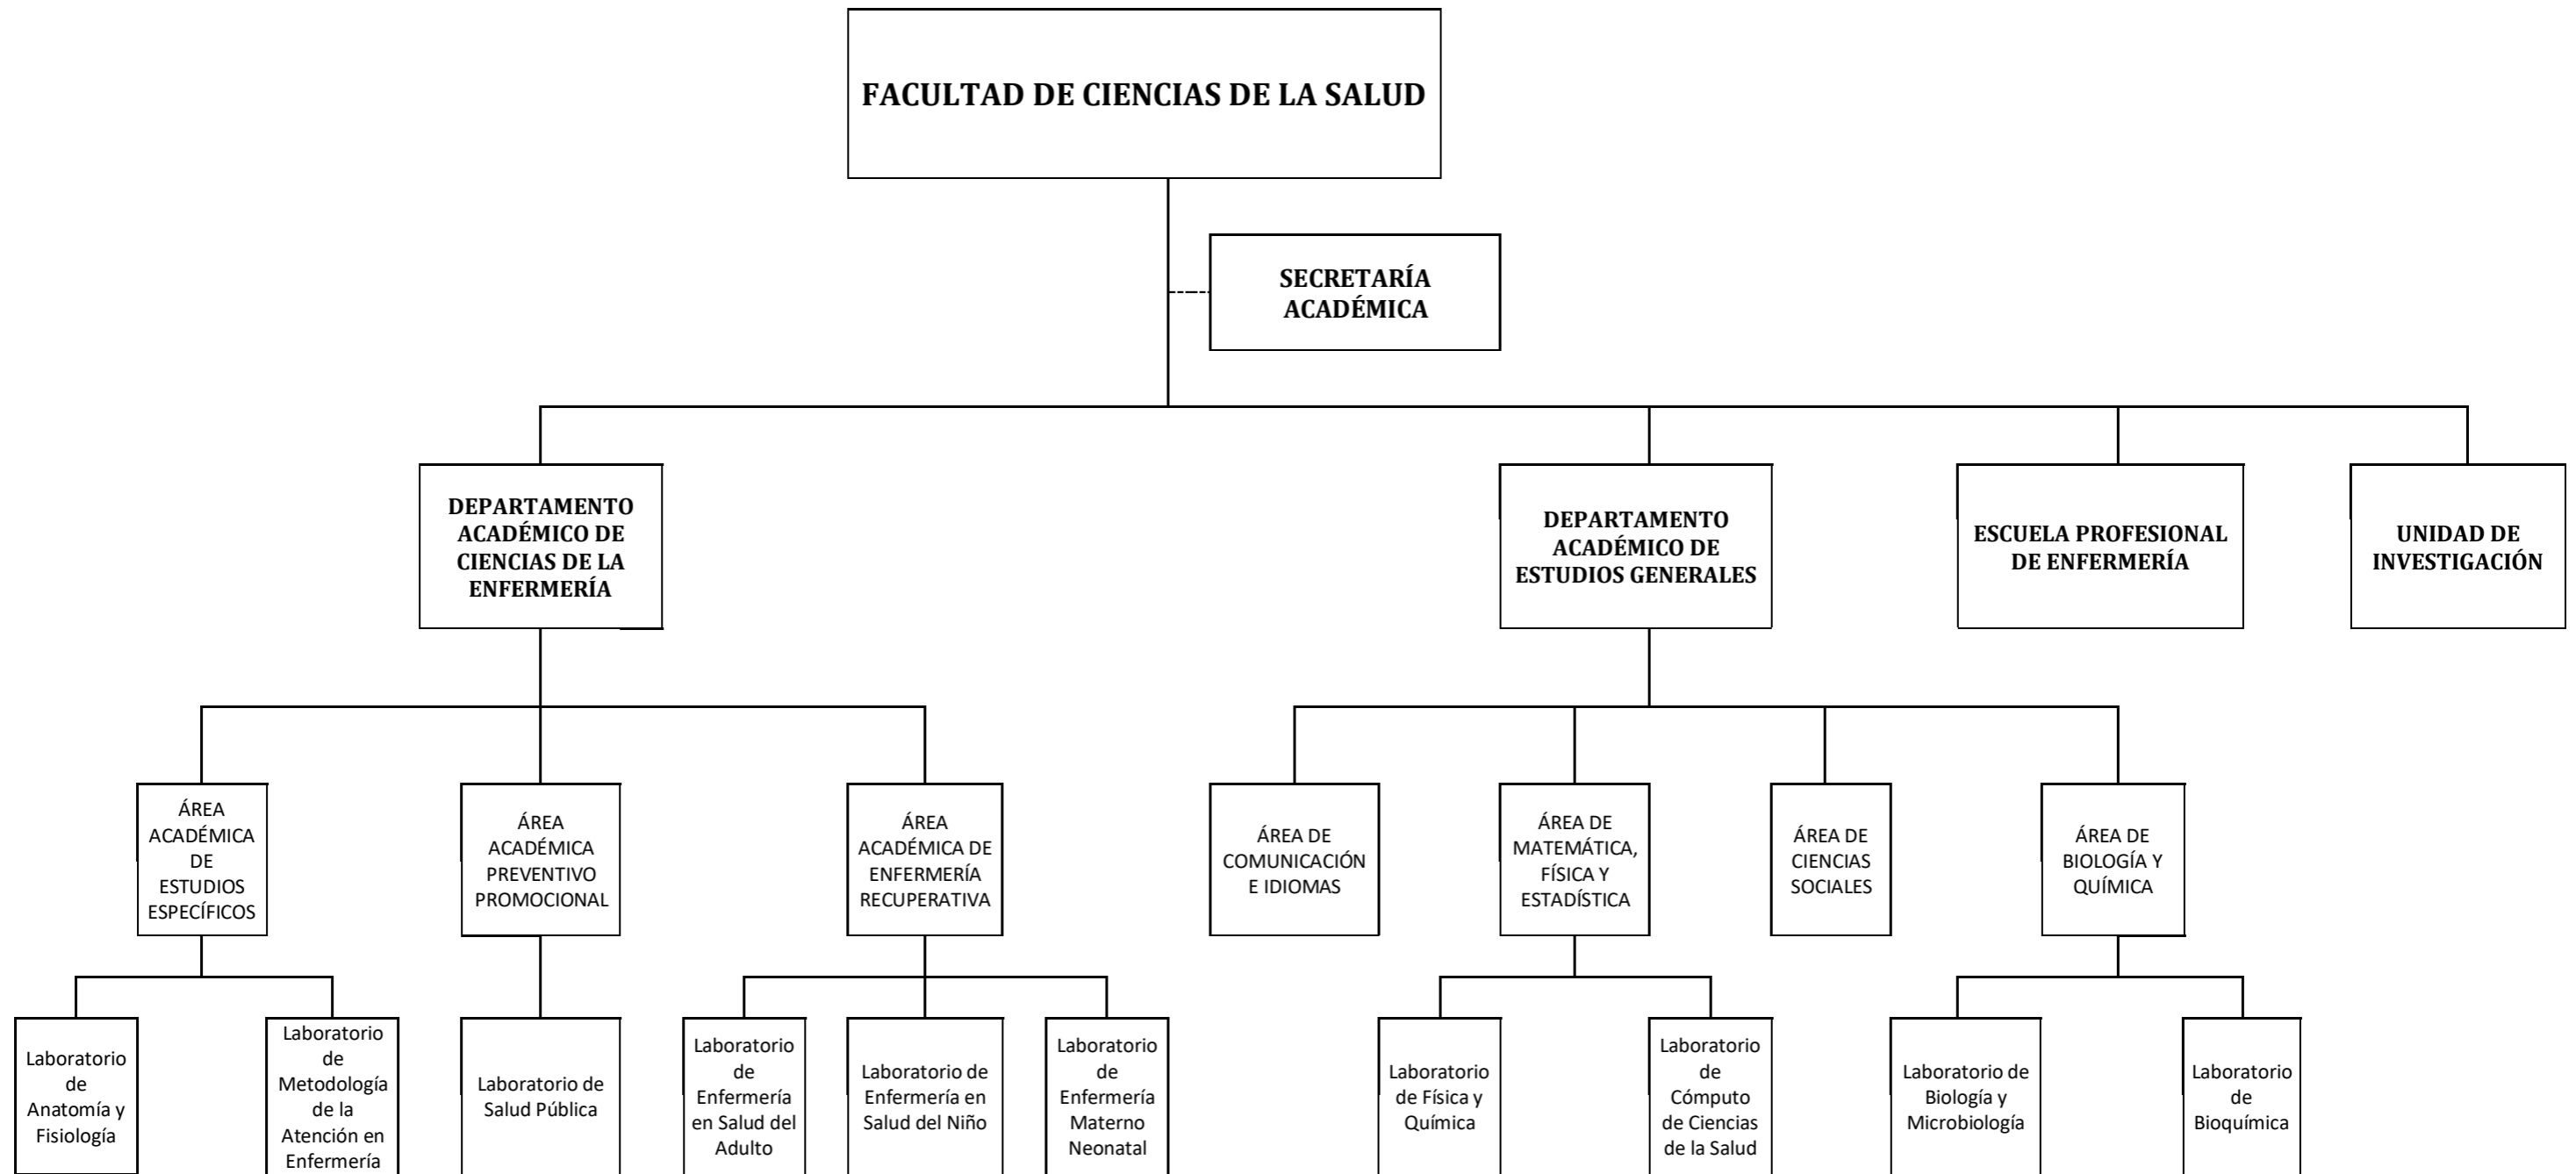 FACULTAD DE CIENCIAS DE LA SALUD
SECRETARÍA
ACADÉMICA
DEPARTAMENTO
ACADÉMICO DE
CIENCIAS DE LA
ENFERMERÍA
DEPARTAMENTO
ACADÉMICO DE
ESTUDIOS GENERALES
ESCUELA PROFESIONAL
DE ENFERMERÍA
UNIDAD DE
INVESTIGACIÓN
ÁREA
ACADÉMICA
DE
ESTUDIOS
ESPECÍFICOS
ÁREA
ACADÉMICA
PREVENTIVO
PROMOCIONAL
ÁREA
ACADÉMICA DE
ENFERMERÍA
RECUPERATIVA
ÁREA DE
COMUNICACIÓN
E IDIOMAS
ÁREA DE
MATEMÁTICA,
FÍSICA Y
ESTADÍSTICA
ÁREA DE
CIENCIAS
SOCIALES
ÁREA DE
BIOLOGÍA Y
QUÍMICA
Laboratorio
de
Anatomía y
Fisiología
Laboratorio
de
Metodología
de la
Atención en
Enfermería
Laboratorio de
Salud Pública
Laboratorio
de
Enfermería
en Salud del
Adulto
Laboratorio de
Enfermería en
Salud del Niño
Laboratorio
de
Enfermería
Materno
Neonatal
Laboratorio
de Física y
Química
Laboratorio
de
Cómputo
de Ciencias
de la Salud
Laboratorio de
Biología y
Microbiología
Laboratorio
de
Bioquímica